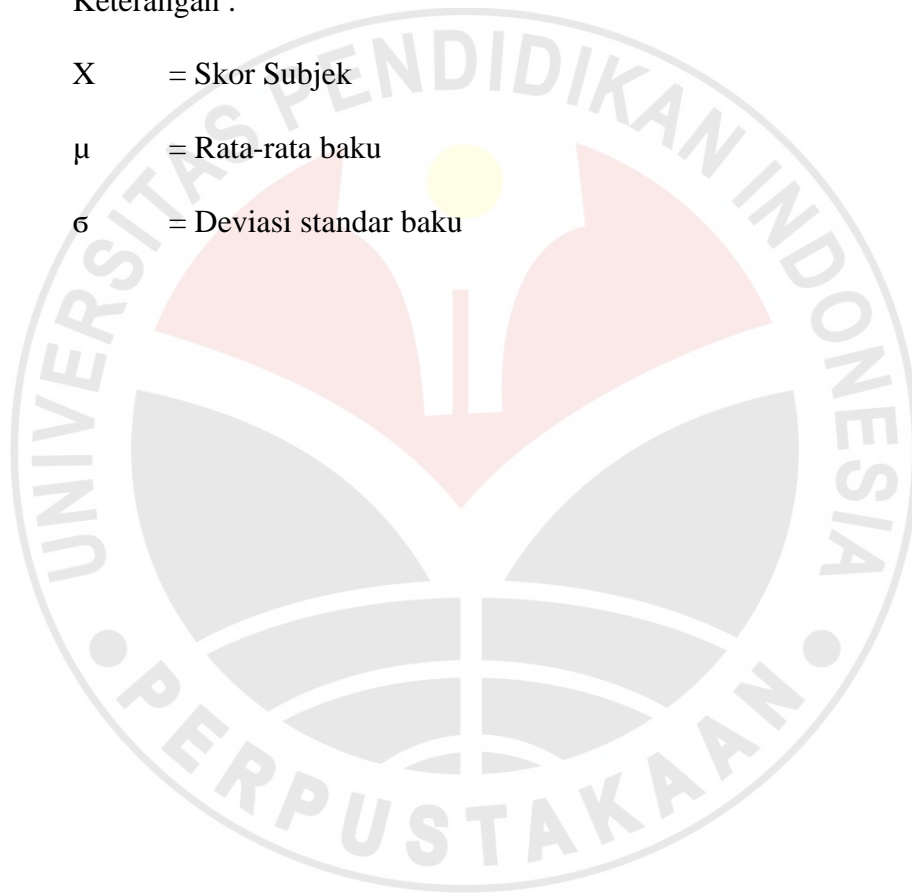 Keterangan :
X = Skor Subjek
μ = Rata-rata baku
σ = Deviasi standar baku
UNIVERSITAS PENDIDIKAN INDONESIA
PERPUSTAKAAN